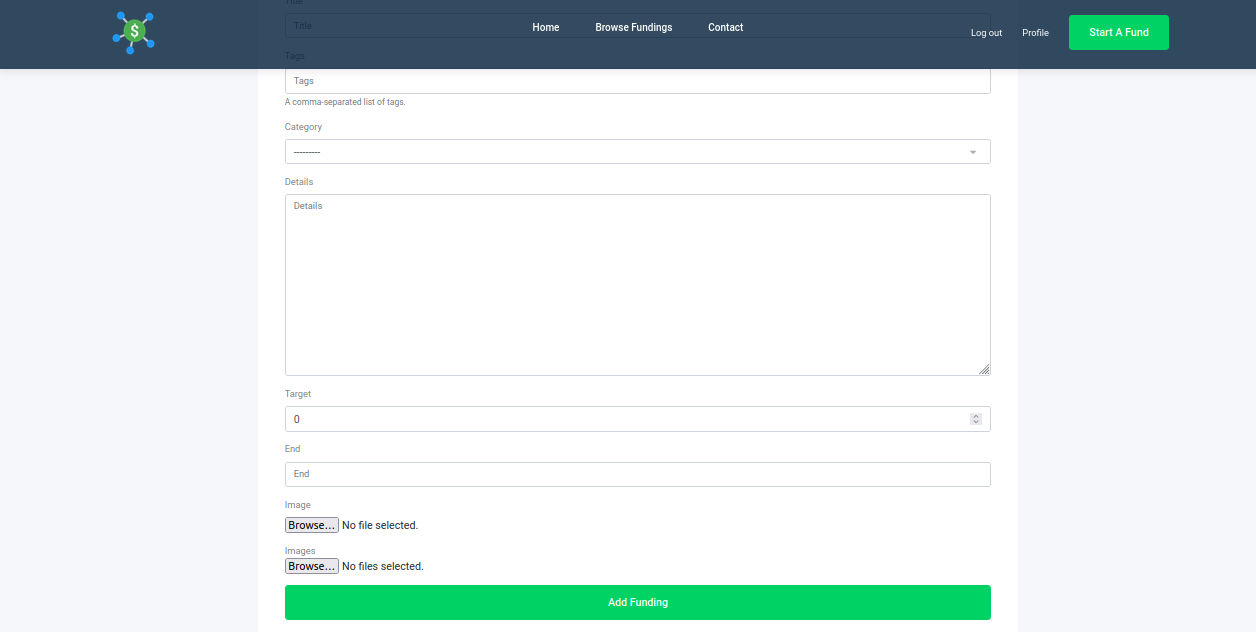 $
Home
Browse Fundings
Contact
Log out
Profile
Start A Fund
Title
Title
Tags
Tags
A comma-separated list of tags.
Category
---------
Details
Details
Target
0
End
End
Image
Browse... No file selected.
Images
Browse... No files selected.
Add Funding